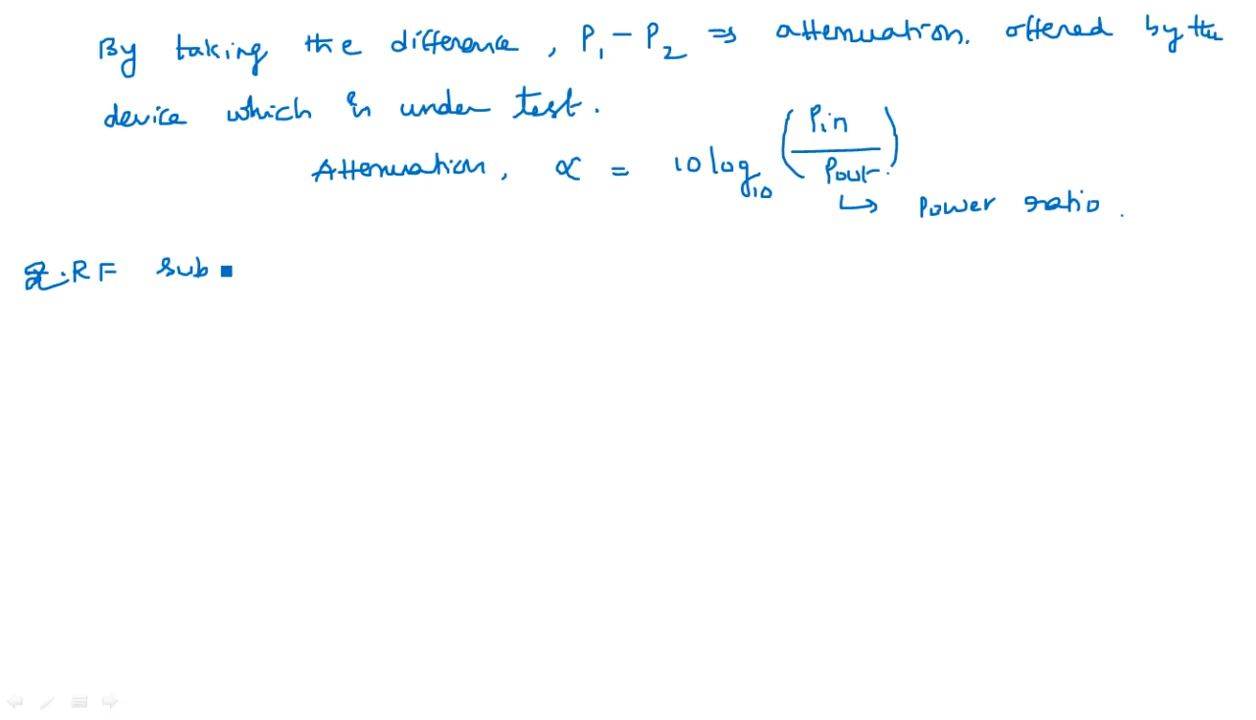 By taking the difference, P₁ - P₂ ⇒ attenuation. offered by the
device which is under test.
Attenuation, α = 10 log₁₀ (Pin / Pout)
↳ Power ratio.
2. RF sub